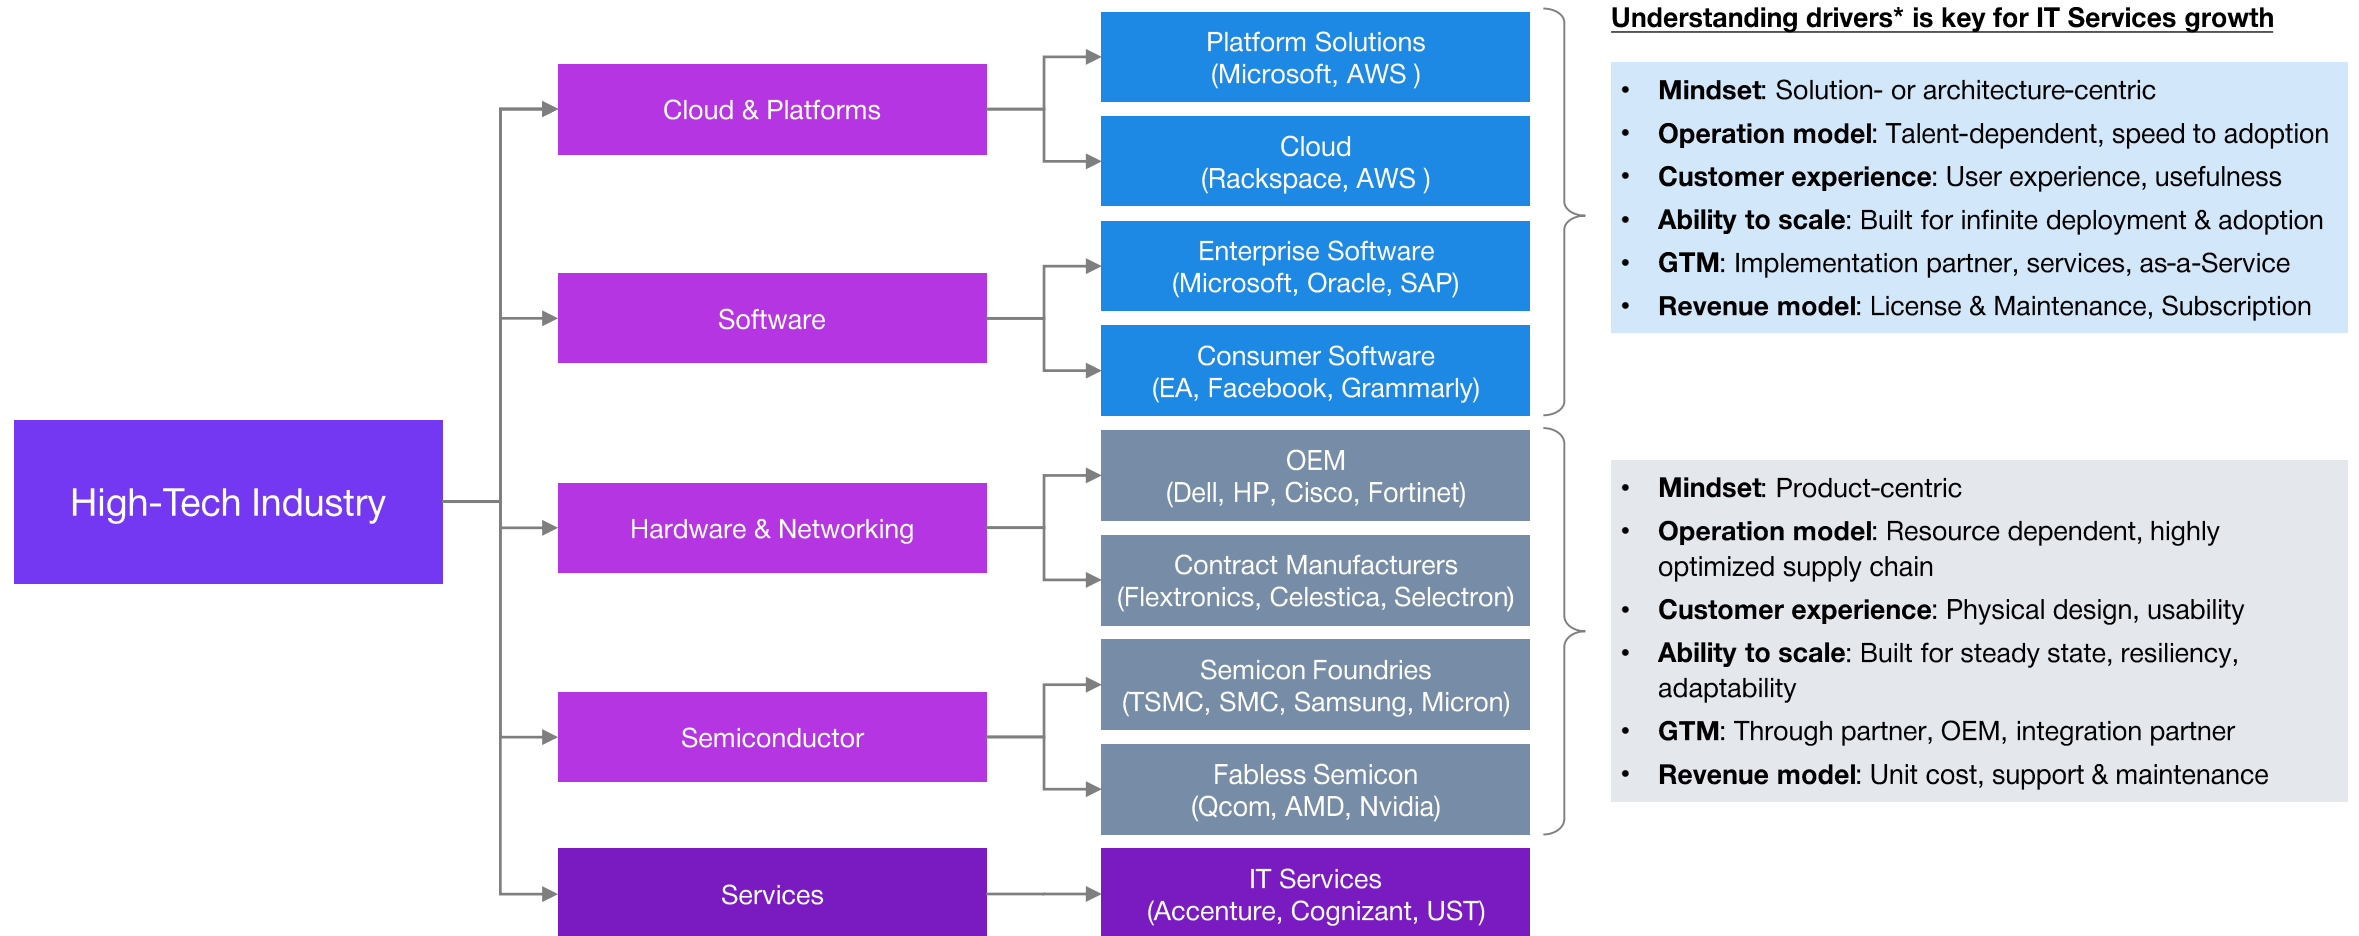 Understanding drivers* is key for IT Services growth
High-Tech Industry
Cloud & Platforms
Software
Hardware & Networking
Semiconductor
Services
Platform Solutions
(Microsoft, AWS )
Cloud
(Rackspace, AWS )
Enterprise Software
(Microsoft, Oracle, SAP)
Consumer Software
(EA, Facebook, Grammarly)
OEM
(Dell, HP, Cisco, Fortinet)
Contract Manufacturers
(Flextronics, Celestica, Selectron)
Semicon Foundries
(TSMC, SMC, Samsung, Micron)
Fabless Semicon
(Qcom, AMD, Nvidia)
IT Services
(Accenture, Cognizant, UST)
• Mindset: Solution- or architecture-centric
• Operation model: Talent-dependent, speed to adoption
• Customer experience: User experience, usefulness
• Ability to scale: Built for infinite deployment & adoption
• GTM: Implementation partner, services, as-a-Service
• Revenue model: License & Maintenance, Subscription
• Mindset: Product-centric
• Operation model: Resource dependent, highly
optimized supply chain
• Customer experience: Physical design, usability
• Ability to scale: Built for steady state, resiliency,
adaptability
• GTM: Through partner, OEM, integration partner
• Revenue model: Unit cost, support & maintenance